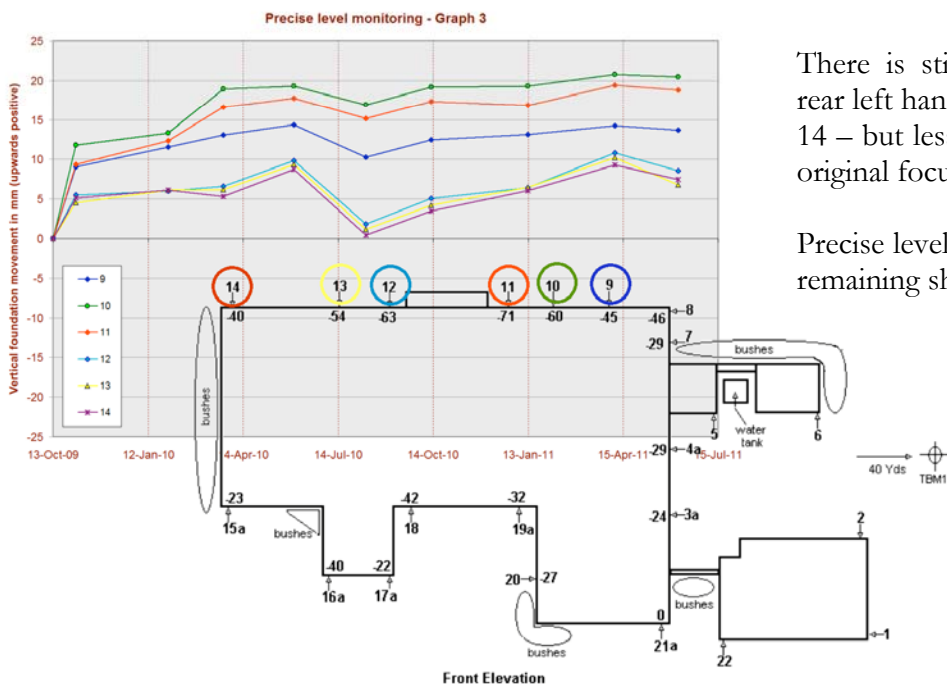 Precise level monitoring - Graph 3
Vertical foundation movement in mm (upwards positive)
25
20
15
10
5
0
-5
-10
-15
-20
-25
13-Oct-09 12-Jan-10 4-Apr-10 14-Jul-10 14-Oct-10 13-Jan-11 15-Apr-11 15-Jul-11
9
10
11
12
13
14
14 13 12 11 10 9
-40 -54 -63 -71 -60 -45 -46 8
-29 7
bushes
bushes
5 water 6
tank
-29 4a
40 Yds TBM1
-23 -42 -32 -24 3a 2
15a bushes 18 19a
-40 -22 20 -27
16a 17a
bushes
0
21a 22 1
Front Elevation
There is sti
rear left han
14 – but les
original focu
Precise level
remaining sh